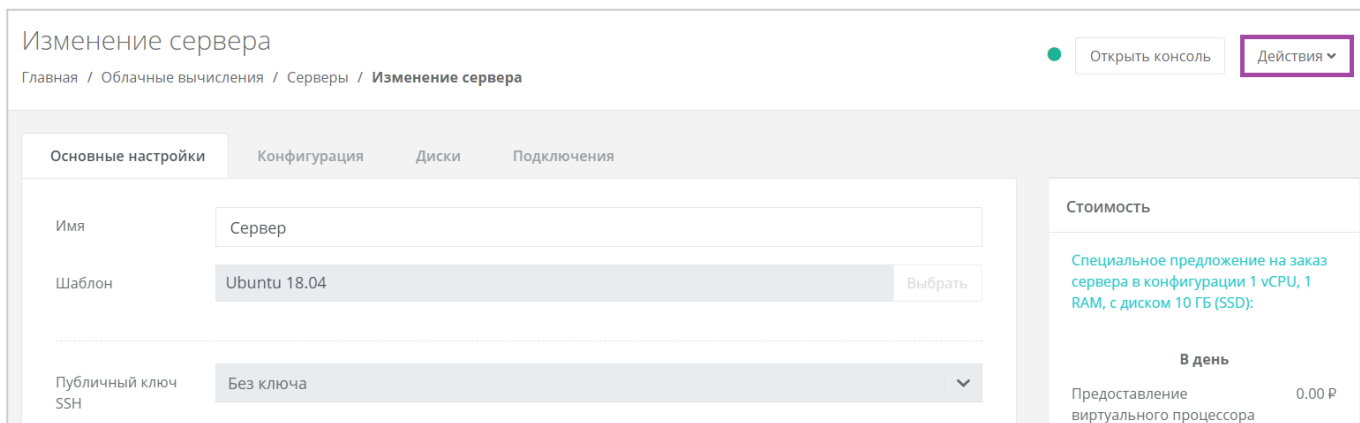 Изменение сервера
Главная / Облачные вычисления / Серверы / Изменение сервера
Открыть консоль
Действия
Основные настройки
Конфигурация
Диски
Подключения
Имя
Сервер
Шаблон
Ubuntu 18.04
Выбрать
Публичный ключ
SSH
Без ключа
Стоимость
Специальное предложение на заказ
сервера в конфигурации 1 vCPU, 1
RAM, с диском 10 ГБ (SSD):
В день
Предоставление 0.00 ₽
виртуального процессора